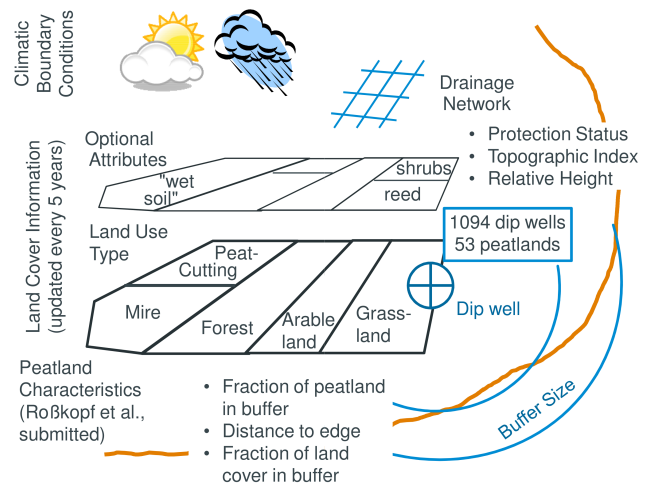 Climatic
Boundary
Conditions
Drainage
Network
• Protection Status
• Topographic Index
• Relative Height
Land Cover Information
(updated every 5 years)
Optional
Attributes
"wet
soil"
shrubs
reed
1094 dip wells
53 peatlands
Land Use
Type
Peat-
Cutting
Mire
Forest
Arable
land
Grass-
land
Dip well
Buffer Size
Peatland
Characteristics
(Roßkopf et al.,
submitted)
• Fraction of peatland
in buffer
• Distance to edge
• Fraction of land
cover in buffer